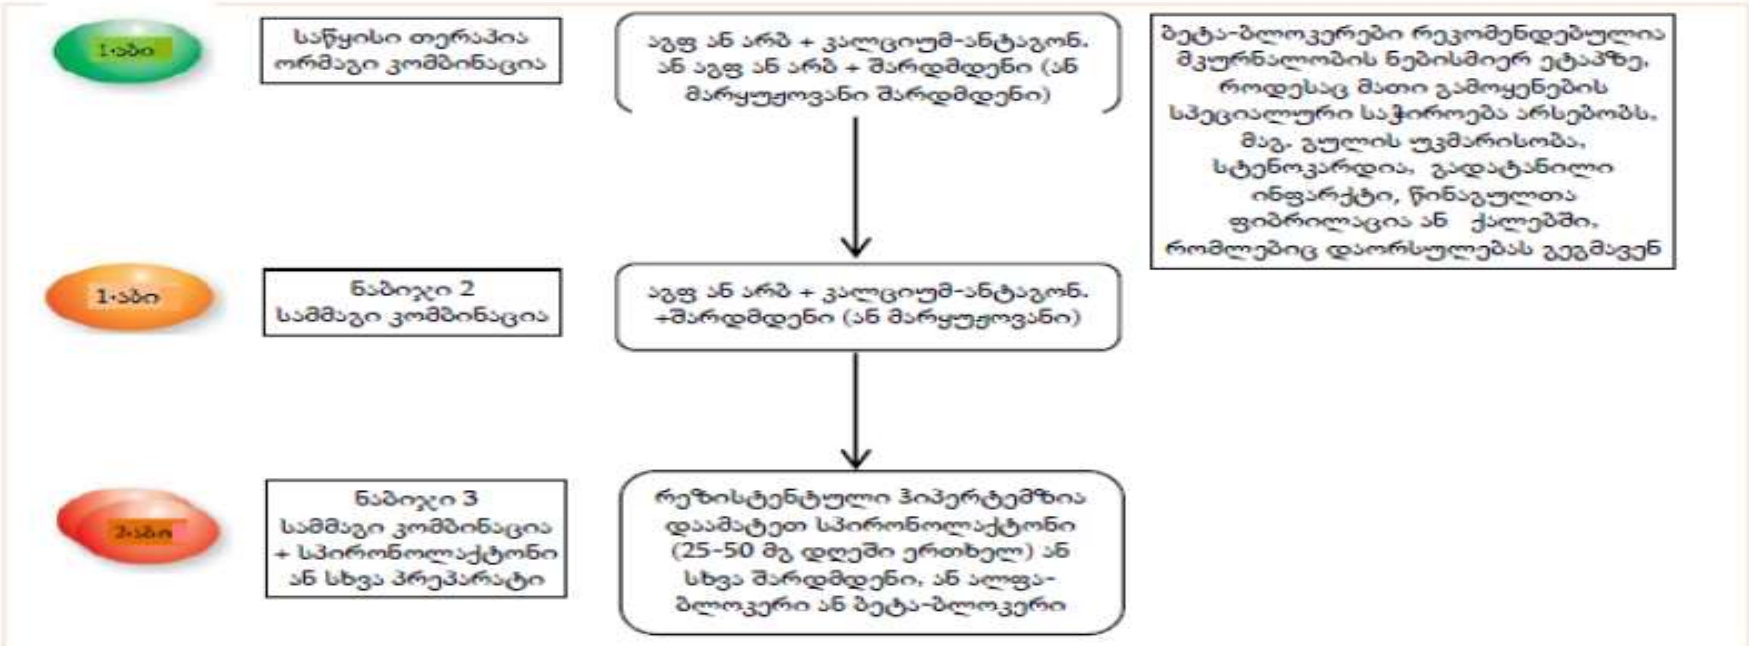 1-აბი
საწყისი თერაპია
ორმაგი კომბინაცია
აგფ ან არბ + კალციუმ-ანტაგონ.
ან აგფ ან არბ + შარდმდენი (ან
მარყუჟოვანი შარდმდენი)
ბეტა-ბლოკერები რეკომენდებულია
მკურნალობის ნებისმიერ ეტაპზე,
როდესაც მათი გამოყენების
სპეციალური საჭიროება არსებობს,
მაგ. გულის უკმარისობა,
სტენოკარდია, გადატანილი
ინფარქტი, წინაგულთა
ფიბრილაცია ან ქალებში,
რომლებიც დაორსულებას გეგმავენ
1-აბი
ნაბიჯი 2
სამმაგი კომბინაცია
აგფ ან არბ + კალციუმ-ანტაგონ.
+შარდმდენი (ან მარყუჟოვანი)
2-აბი
ნაბიჯი 3
სამმაგი კომბინაცია
+ სპირონოლაქტონი
ან სხვა პრეპარატი
რეზისტენტული ჰიპერტემზია
დაამატეთ სპირონოლაქტონი
(25-50 მგ დღეში ერთხელ) ან
სხვა შარდმდენი, ან ალფა-
ბლოკერი ან ბეტა-ბლოკერი